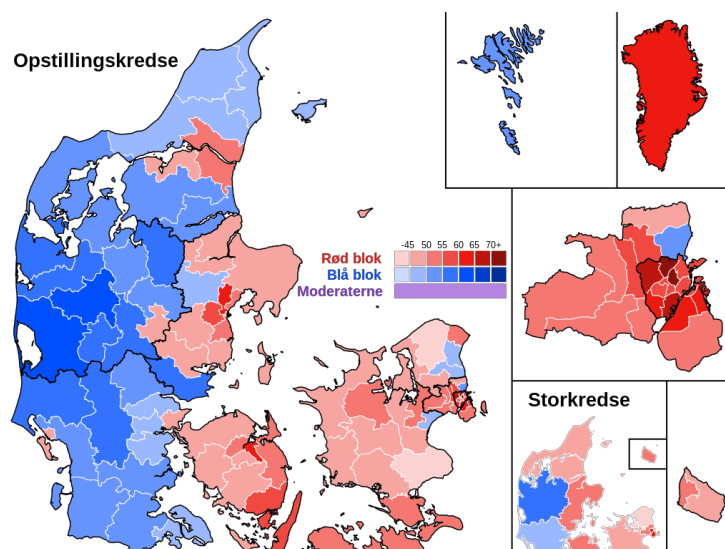 Opstillingskredse
-45 50 55 60 65 70+
Rød blok
Blå blok
Moderaterne
Storkredse